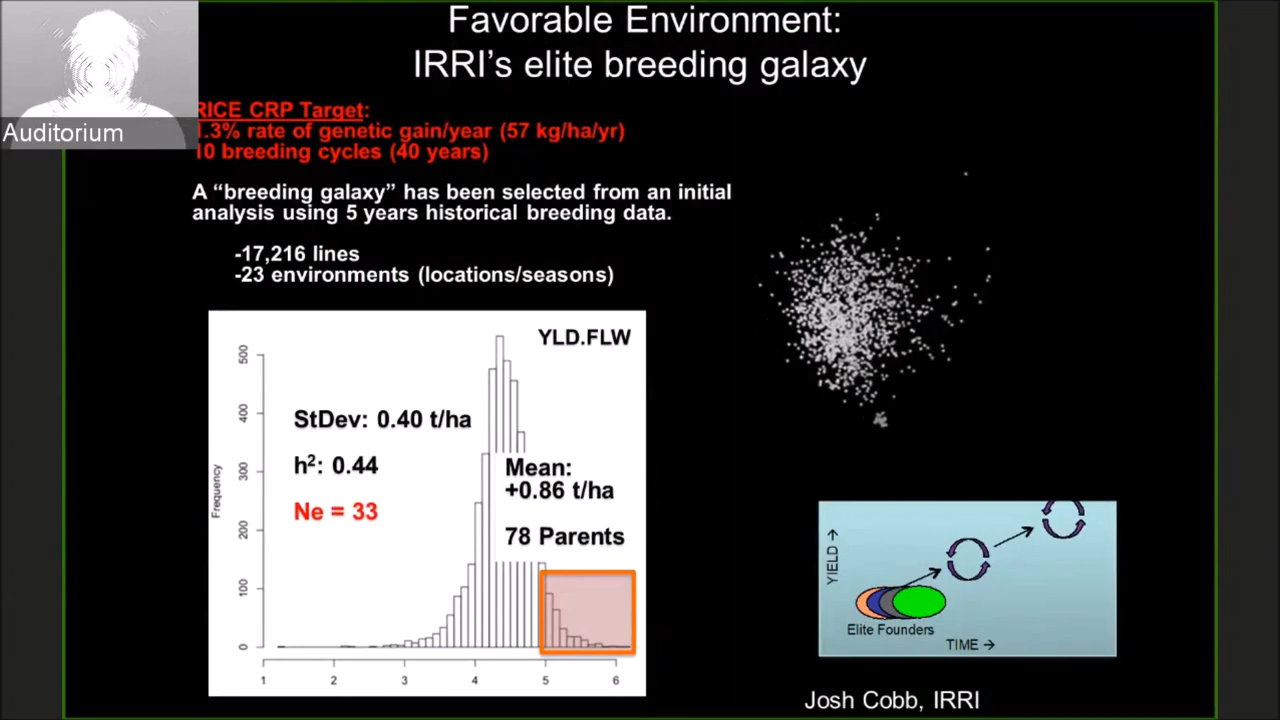 Favorable Environment:
IRRI's elite breeding galaxy
Auditorium
RICE CRP Target:
1.3% rate of genetic gain/year (57 kg/ha/yr)
10 breeding cycles (40 years)
A “breeding galaxy” has been selected from an initial
analysis using 5 years historical breeding data.
-17,216 lines
-23 environments (locations/seasons)
YLD.FLW
StDev: 0.40 t/ha
h²: 0.44
Ne = 33
Mean:
+0.86 t/ha
78 Parents
Frequency
500
400
300
200
100
0
1 2 3 4 5 6
YIELD →
Elite Founders
TIME →
Josh Cobb, IRRI